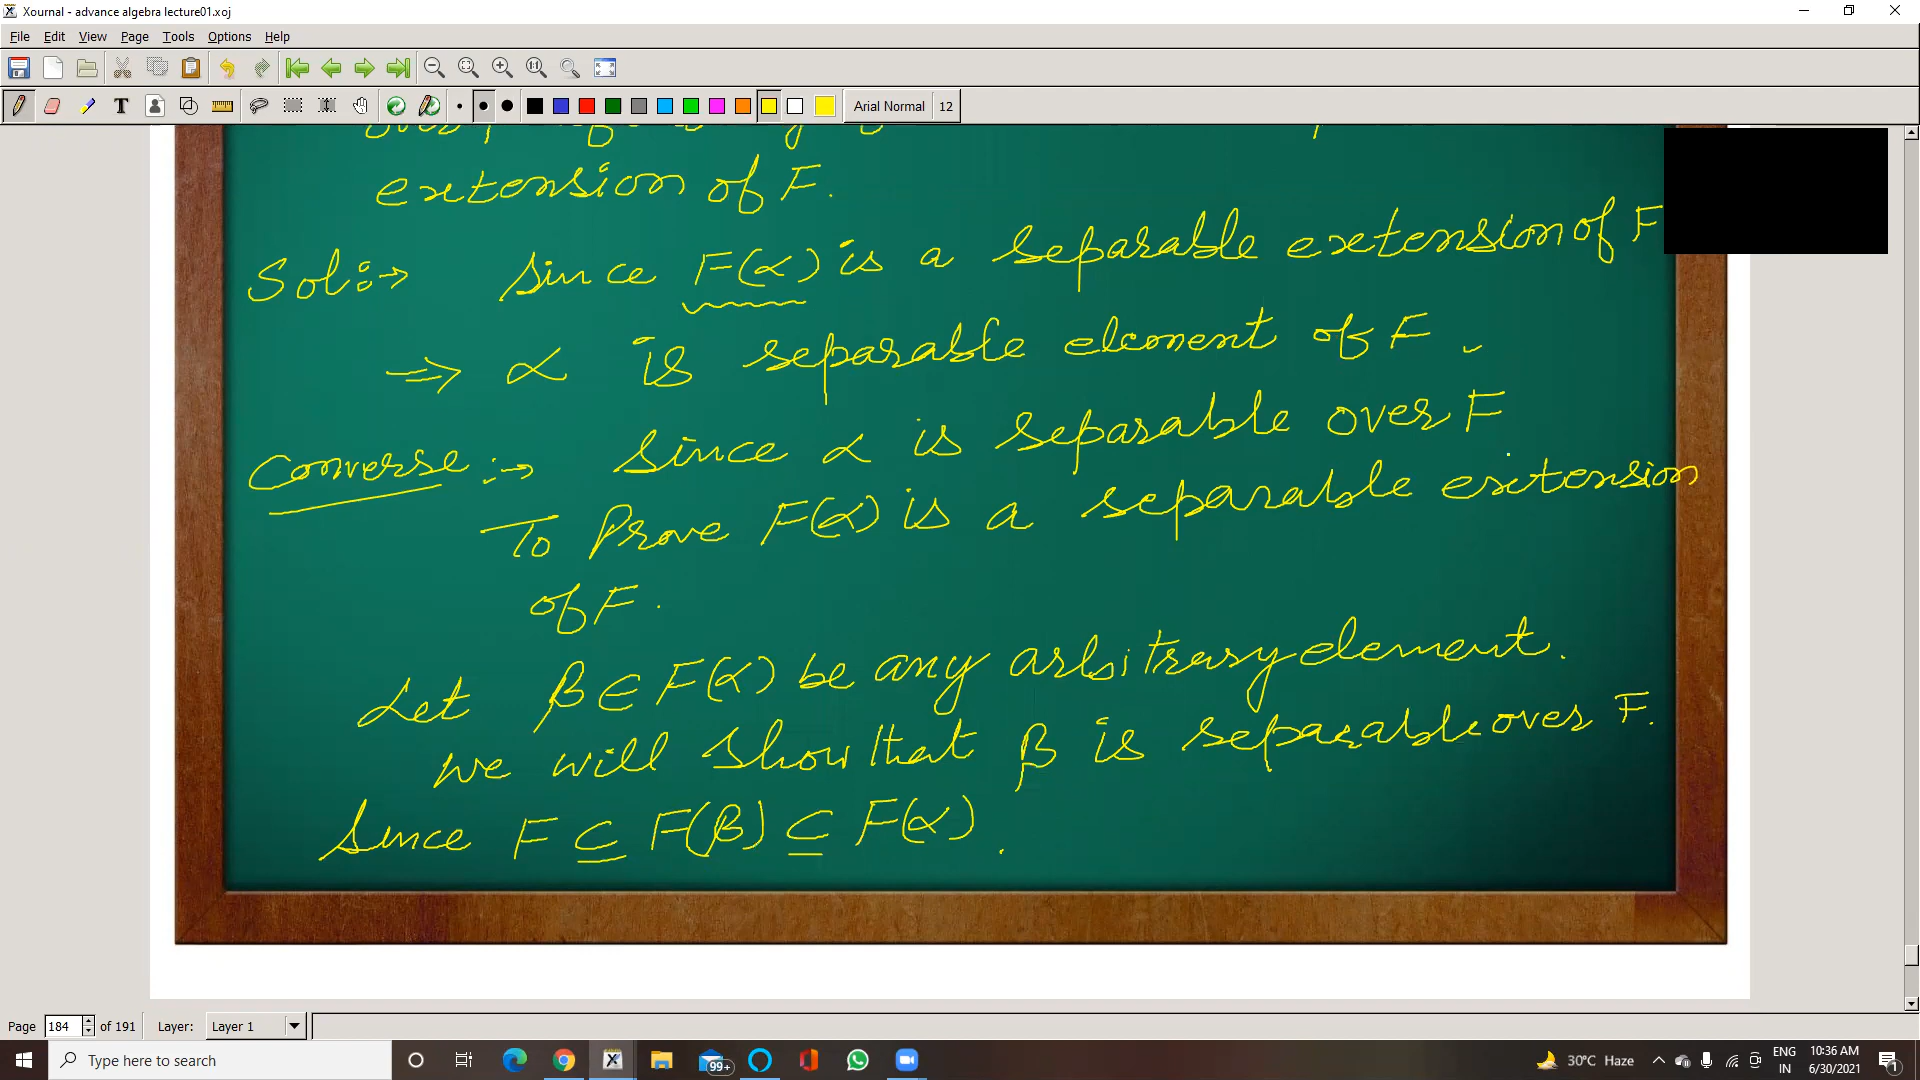 Xournal - advance algebra lecture01.xoj
File Edit View Page Tools Options Help
Arial Normal 12
extension of F.
Sol:→ Since F(α) is a separable extension of F
⇒ α is separable element of F.
Converse :→ Since α is separable over F
To Prove F(α) is a separable extension
of F.
Let β ∈ F(α) be any arbitrary element.
we will show that β is separable over F.
Since F ⊆ F(β) ⊆ F(α).
Page 184 of 191 Layer: Layer 1
Type here to search
99+
30°C Haze
ENG
IN
10:36 AM
6/30/2021
1